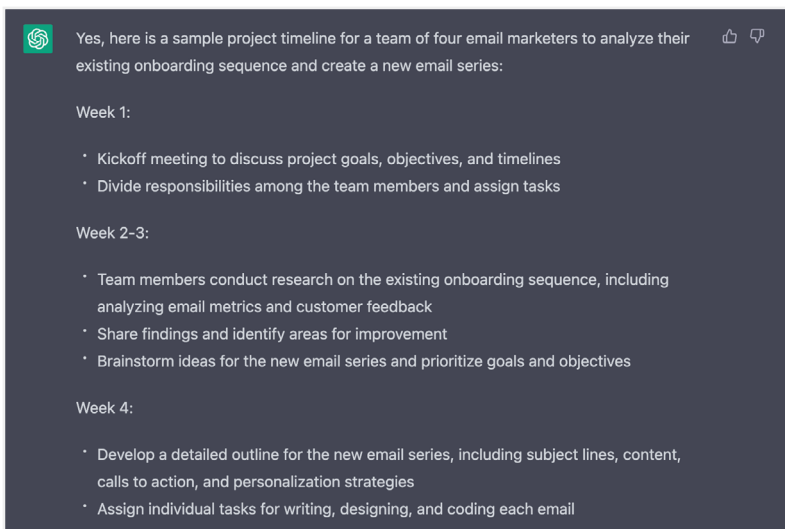 Yes, here is a sample project timeline for a team of four email marketers to analyze their
existing onboarding sequence and create a new email series:
Week 1:
• Kickoff meeting to discuss project goals, objectives, and timelines
• Divide responsibilities among the team members and assign tasks
Week 2-3:
• Team members conduct research on the existing onboarding sequence, including
analyzing email metrics and customer feedback
• Share findings and identify areas for improvement
• Brainstorm ideas for the new email series and prioritize goals and objectives
Week 4:
• Develop a detailed outline for the new email series, including subject lines, content,
calls to action, and personalization strategies
• Assign individual tasks for writing, designing, and coding each email